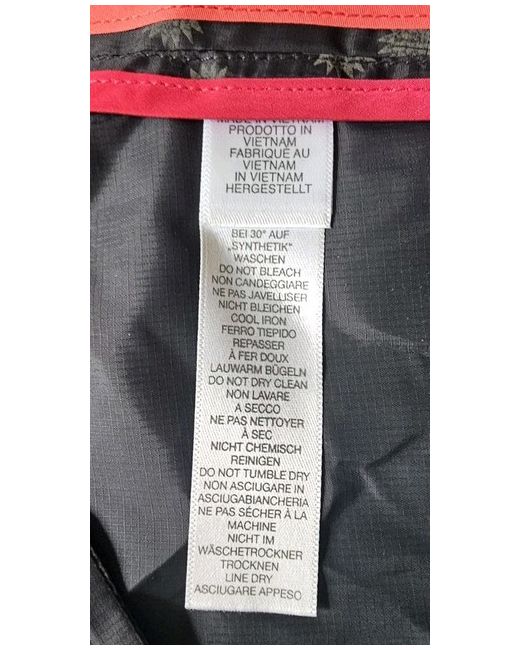 MADE IN VIETNAM
PRODOTTO IN
VIETNAM
FABRIQUÉ AU
VIETNAM
IN VIETNAM
HERGESTELLT
BEI 30° AUF
„SYNTHETIK“
WASCHEN
DO NOT BLEACH
NON CANDEGGIARE
NE PAS JAVELLISER
NICHT BLEICHEN
COOL IRON
FERRO TIEPIDO
REPASSER
À FER DOUX
LAUWARM BÜGELN
DO NOT DRY CLEAN
NON LAVARE
A SECCO
NE PAS NETTOYER
À SEC
NICHT CHEMISCH
REINIGEN
DO NOT TUMBLE DRY
NON ASCIUGARE IN
ASCIUGABIANCHERIA
NE PAS SÉCHER À LA
MACHINE
NICHT IM
WÄSCHETROCKNER
TROCKNEN
LINE DRY
ASCIUGARE APPESO